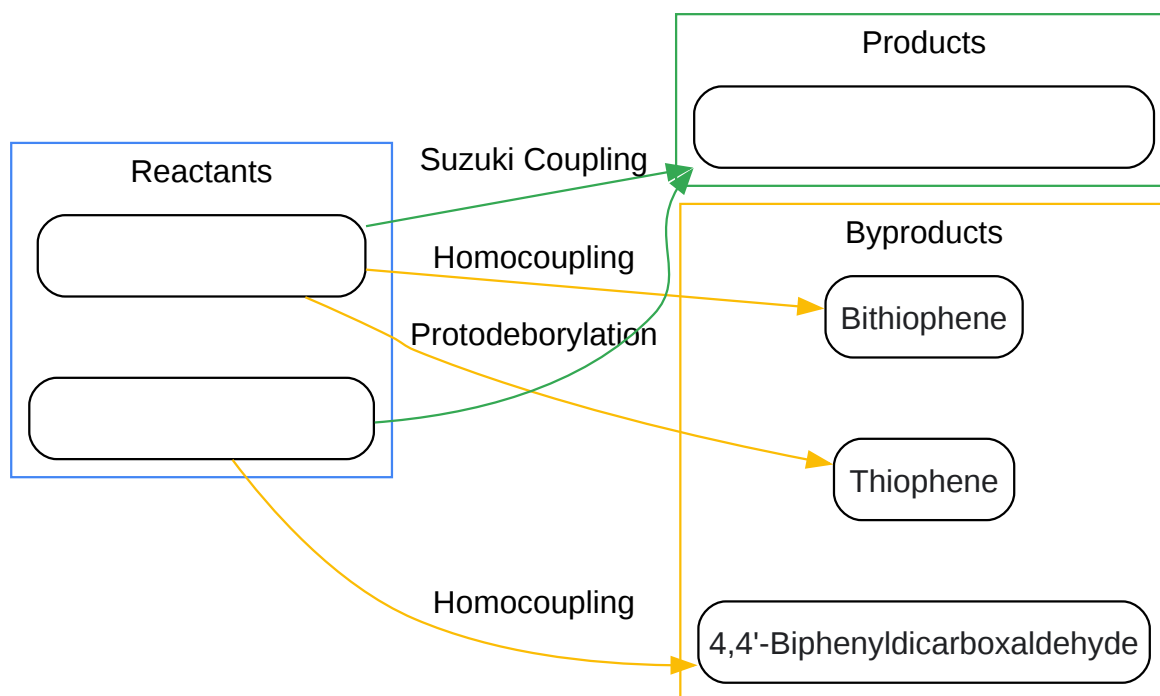 Products
Suzuki Coupling
Reactants
Byproducts
Homocoupling
Bithiophene
Protodeborylation
Thiophene
Homocoupling
4,4'-Biphenyldicarboxaldehyde